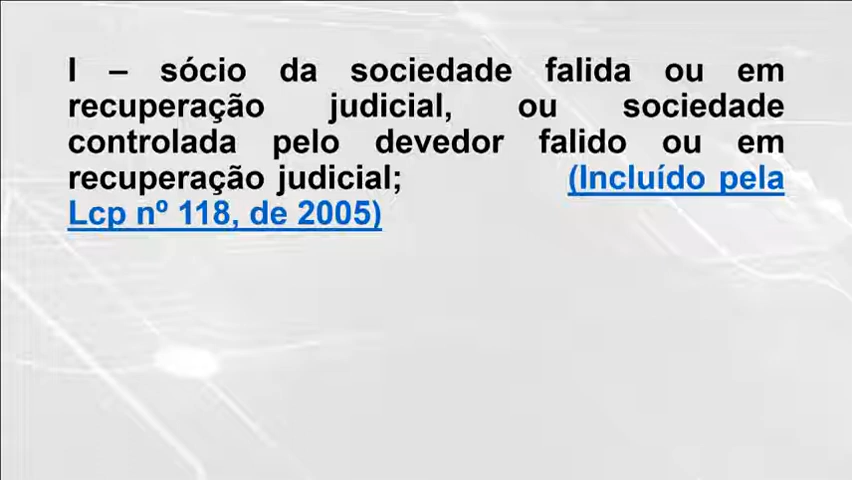 I – sócio da sociedade falida ou em
recuperação judicial, ou sociedade
controlada pelo devedor falido ou em
recuperação judicial; (Incluído pela
Lcp nº 118, de 2005)